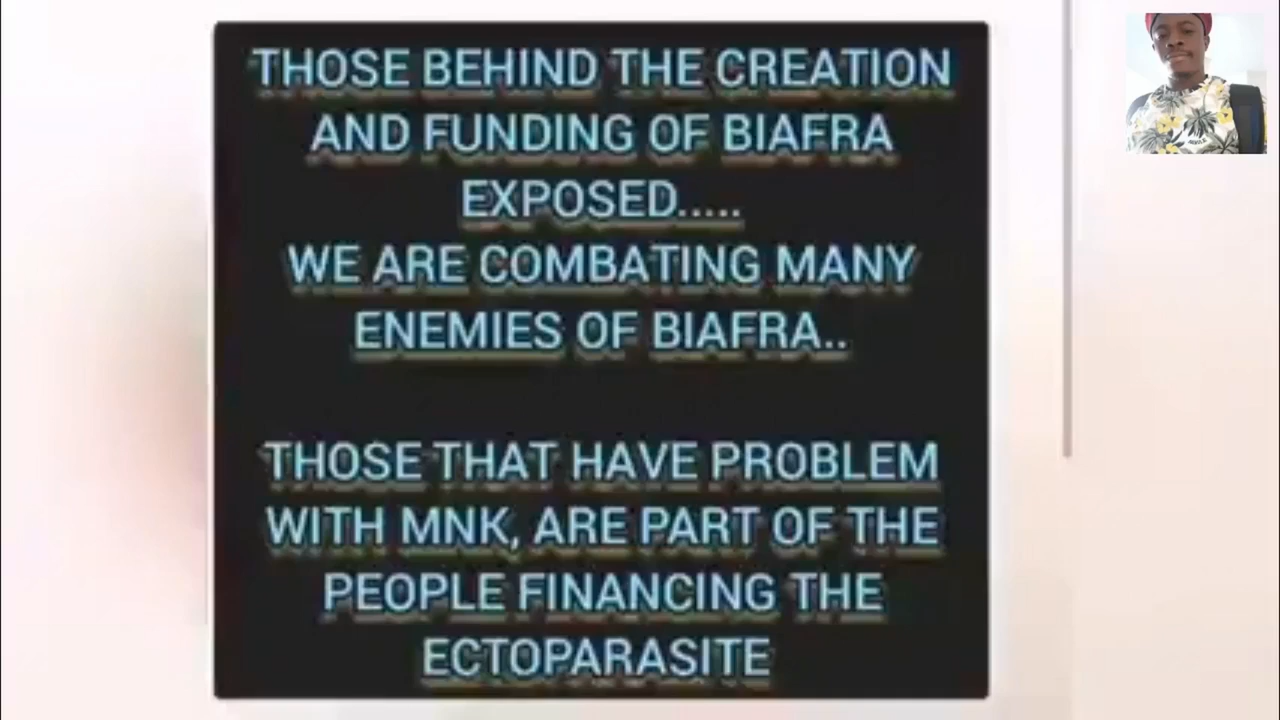 THOSE BEHIND THE CREATION
AND FUNDING OF BIAFRA
EXPOSED.....
WE ARE COMBATING MANY
ENEMIES OF BIAFRA..
THOSE THAT HAVE PROBLEM
WITH MNK, ARE PART OF THE
PEOPLE FINANCING THE
ECTOPARASITE